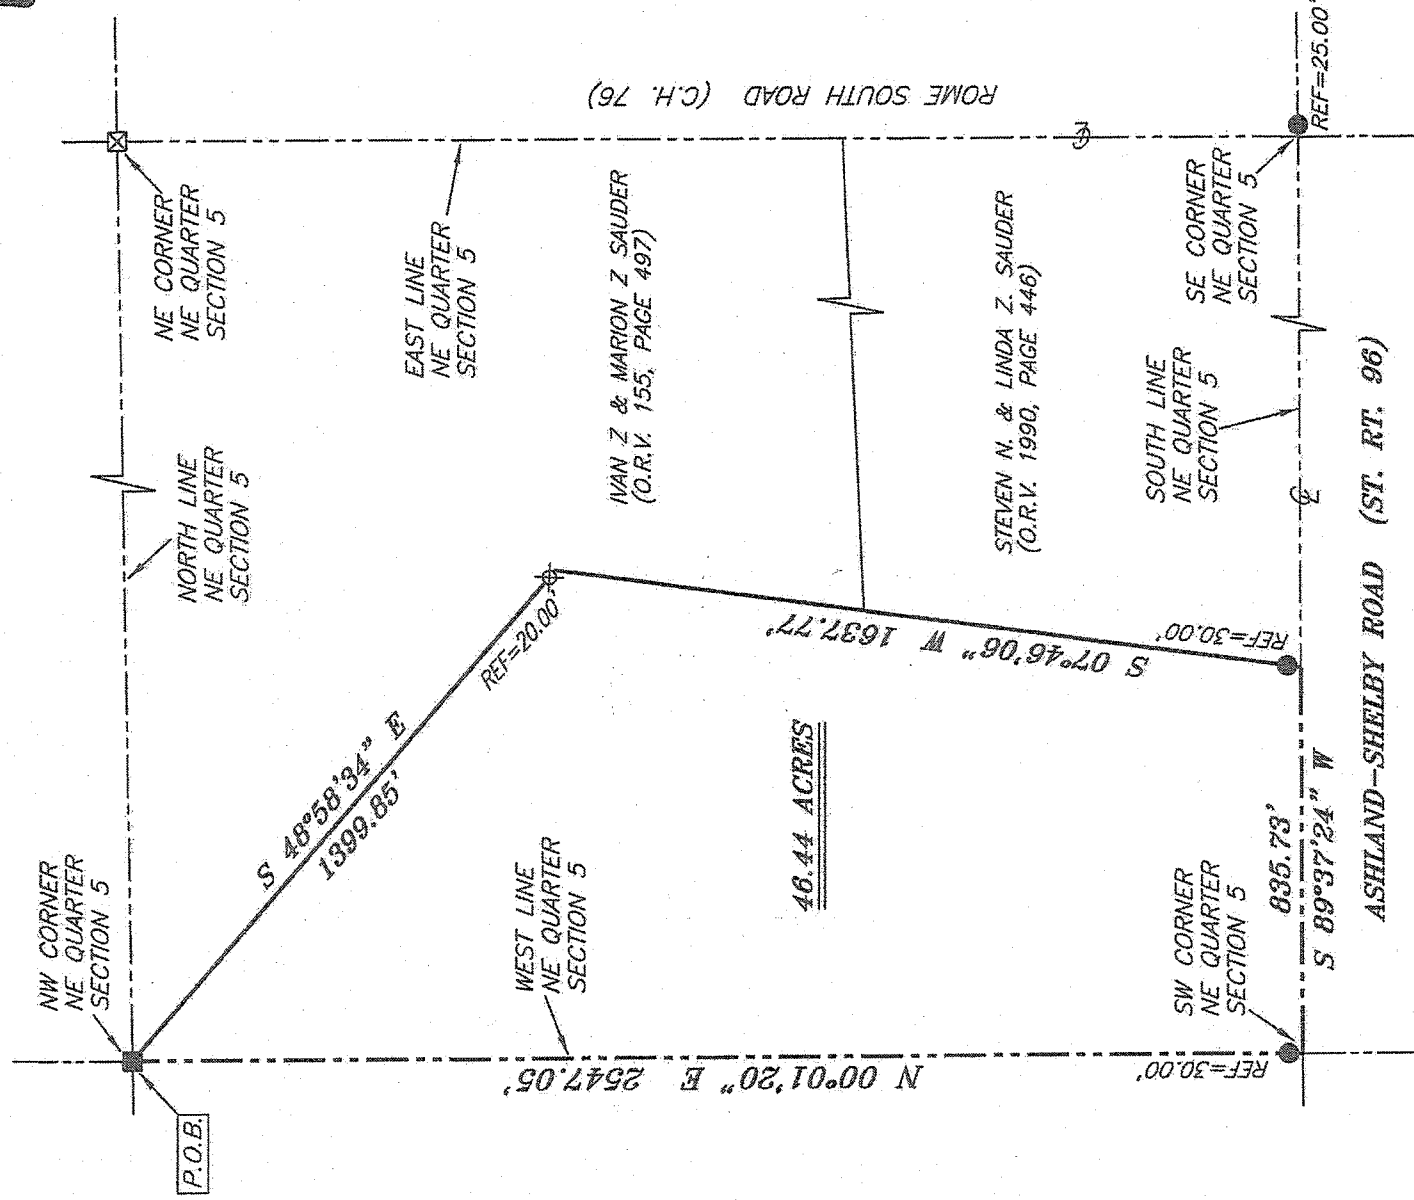 P.O.B.
NW CORNER
NE QUARTER
SECTION 5
NORTH LINE
NE QUARTER
SECTION 5
NE CORNER
NE QUARTER
SECTION 5
S 48°58'34" E
1399.85'
REF=20.00'
EAST LINE
NE QUARTER
SECTION 5
ROME SOUTH ROAD (C.H. 76)
IVAN Z & MARION Z SAUDER
(O.R.V. 155, PAGE 497)
WEST LINE
NE QUARTER
SECTION 5
N 00°01'20" E 2547.05'
46.44 ACRES
S 07°46'06" W 1637.77'
STEVEN N. & LINDA Z. SAUDER
(O.R.V. 1990, PAGE 446)
REF=30.00'
SW CORNER
NE QUARTER
SECTION 5
REF=30.00'
SOUTH LINE
NE QUARTER
SECTION 5
SE CORNER
NE QUARTER
SECTION 5
REF=25.00'
835.73'
S 89°37'24" W
ASHLAND-SHELBY ROAD (ST. RT. 96)